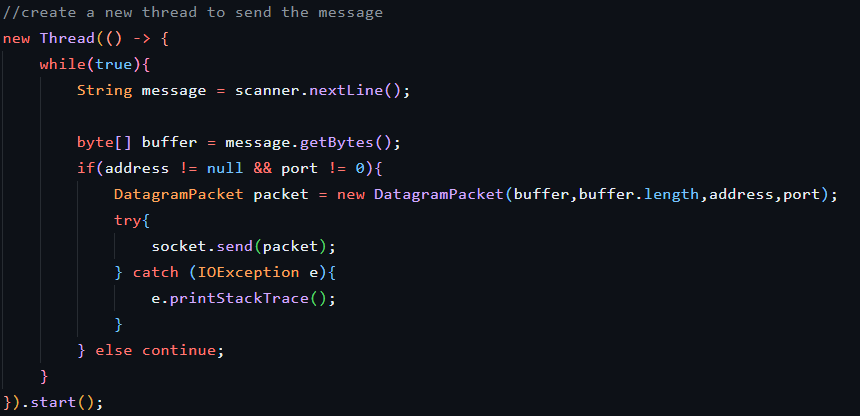 //create a new thread to send the message
new Thread(() -> {
    while(true){
        String message = scanner.nextLine();

        byte[] buffer = message.getBytes();
        if(address != null && port != 0){
            DatagramPacket packet = new DatagramPacket(buffer,buffer.length,address,port);
            try{
                socket.send(packet);
            } catch (IOException e){
                e.printStackTrace();
            }
        } else continue;
    }
}).start();